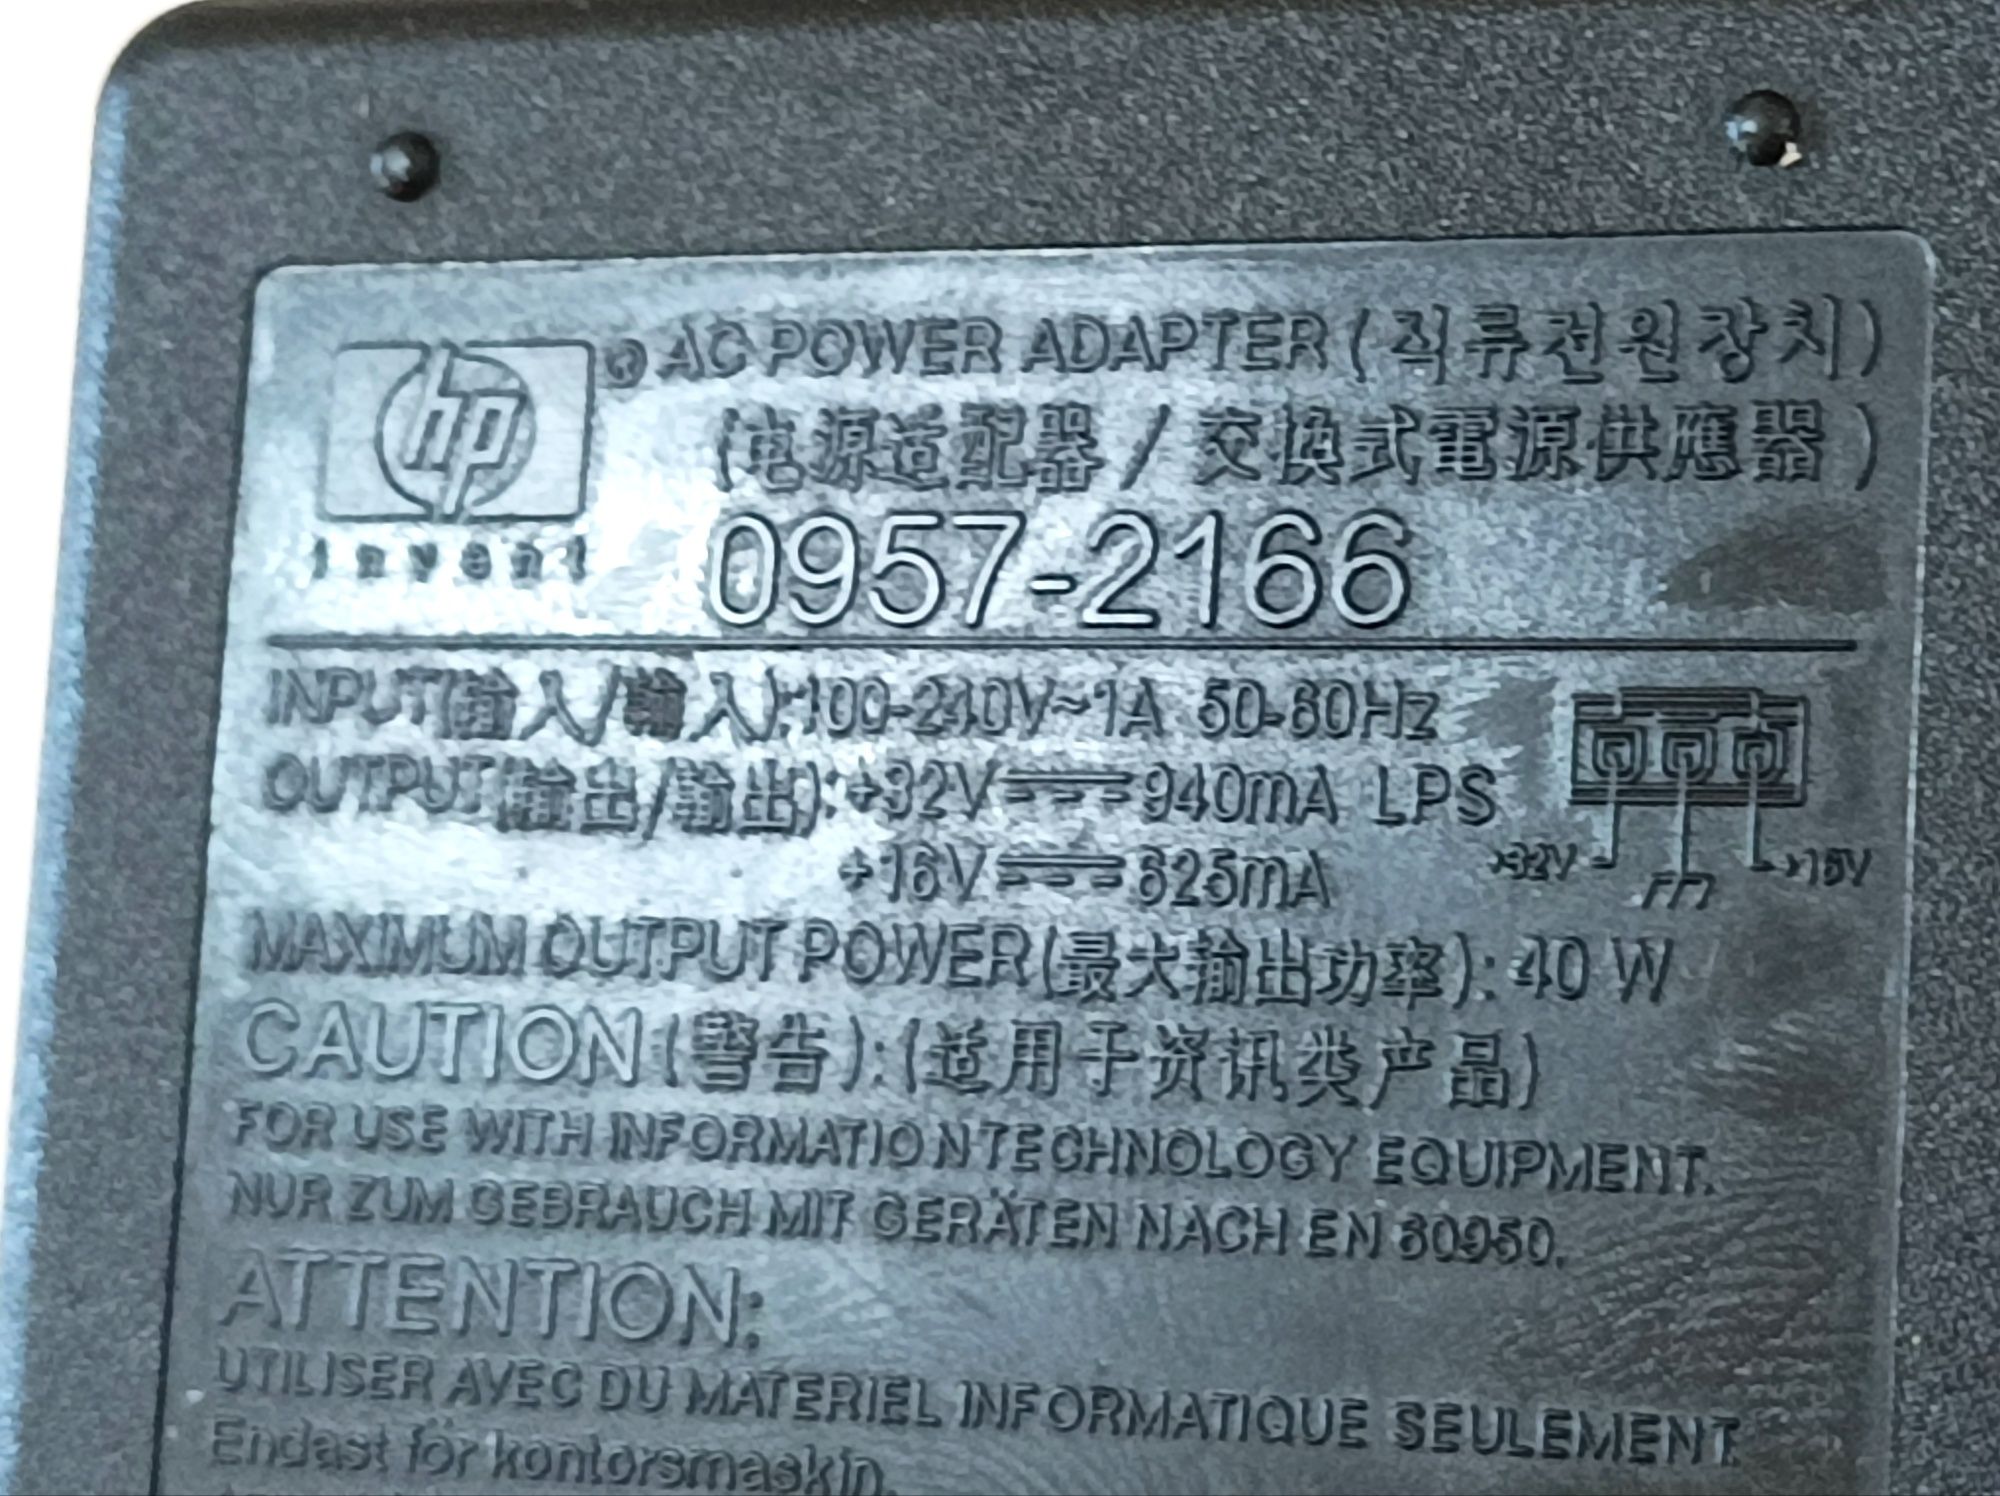 hp
invent
® AC POWER ADAPTER (직류전원장치)
(电源适配器 / 交換式電源供應器)
0957-2166
INPUT(输入/輸入):100-240V~1A 50-60Hz
OUTPUT(输出/輸出):+32V⎓940mA LPS
+16V⎓625mA
+32V
+16V
MAXIMUM OUTPUT POWER(最大输出功率): 40 W
CAUTION (警告): (适用于资讯类产品)
FOR USE WITH INFORMATION TECHNOLOGY EQUIPMENT.
NUR ZUM GEBRAUCH MIT GERÄTEN NACH EN 60950.
ATTENTION:
UTILISER AVEC DU MATERIEL INFORMATIQUE SEULEMENT
Endast för kontorsmaskin.